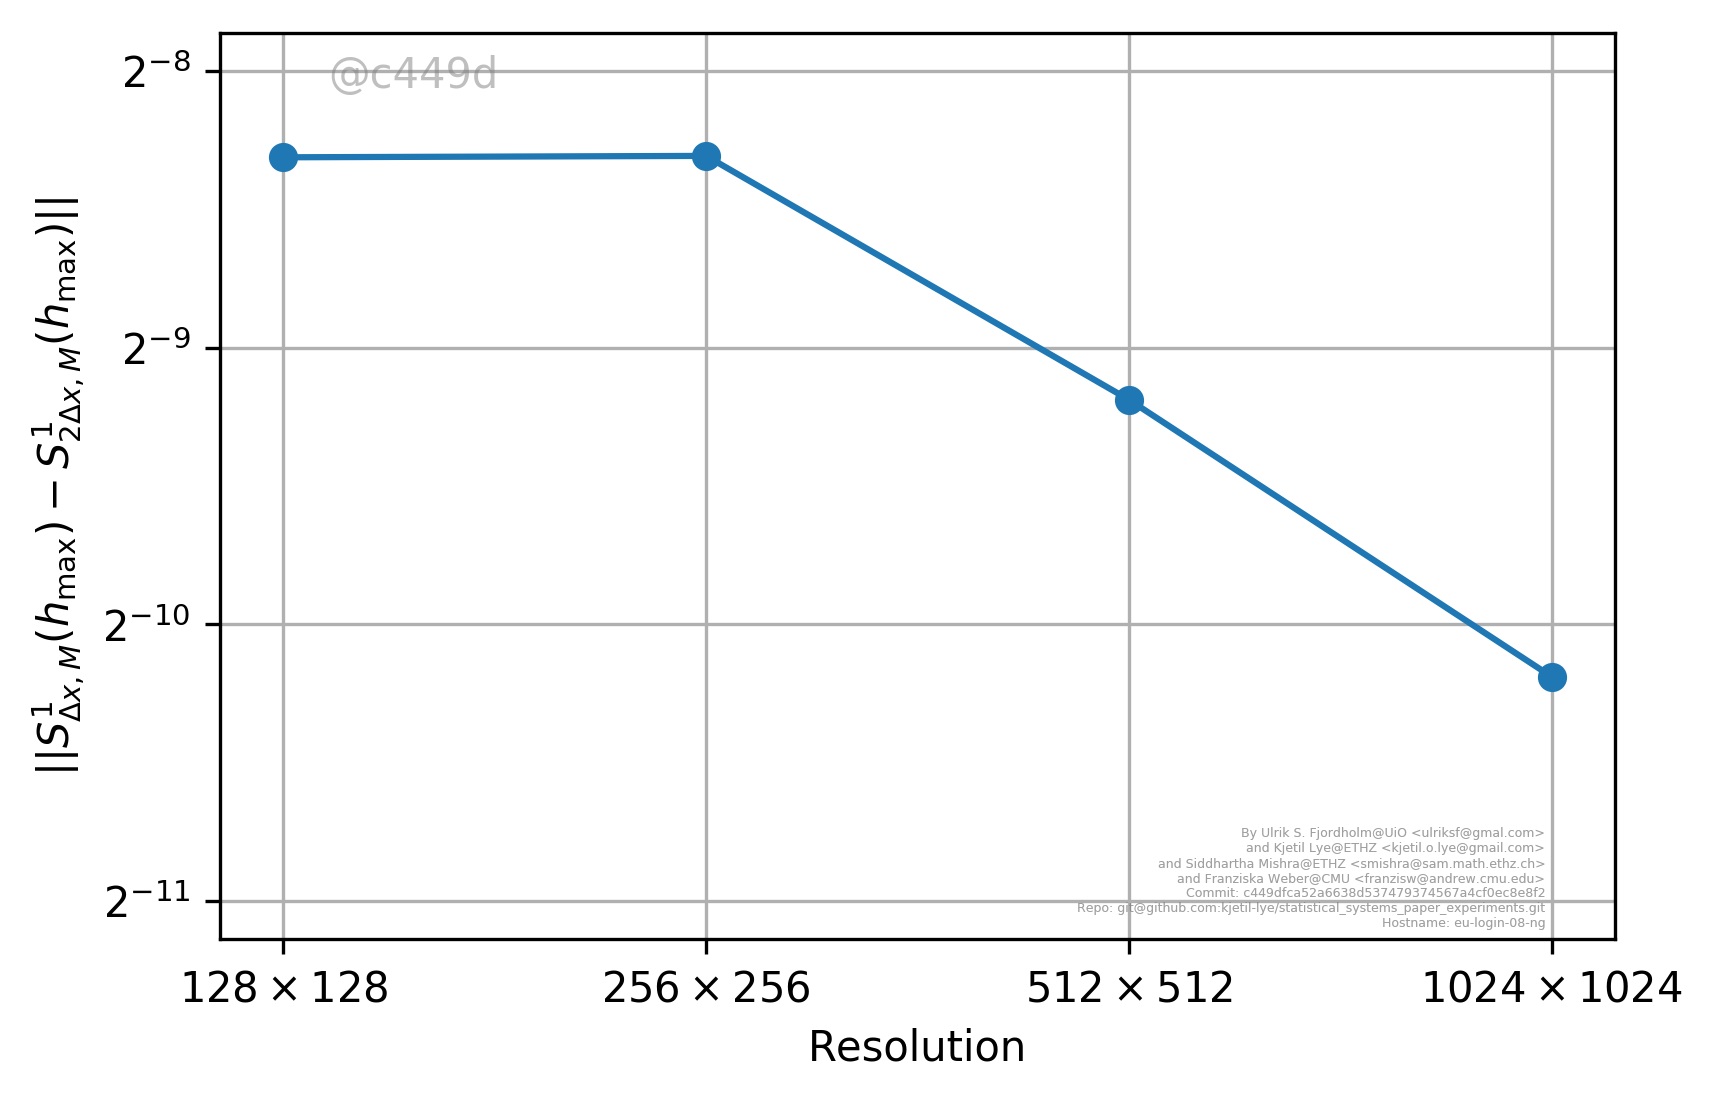 2⁻⁸
@c449d
2⁻⁹
2⁻¹⁰
2⁻¹¹
||S¹_{Δx,M}(h_max) − S¹_{2Δx,M}(h_max)||
By Ulrik S. Fjordholm@UiO <ulriksf@gmal.com>
and Kjetil Lye@ETHZ <kjetil.o.lye@gmail.com>
and Siddhartha Mishra@ETHZ <smishra@sam.math.ethz.ch>
and Franziska Weber@CMU <franzisw@andrew.cmu.edu>
Commit: c449dfca52a6638d537479374567a4cf0ec8e8f2
Repo: git@github.com:kjetil-lye/statistical_systems_paper_experiments.git
Hostname: eu-login-08-ng
128 × 128 256 × 256 512 × 512 1024 × 1024
Resolution